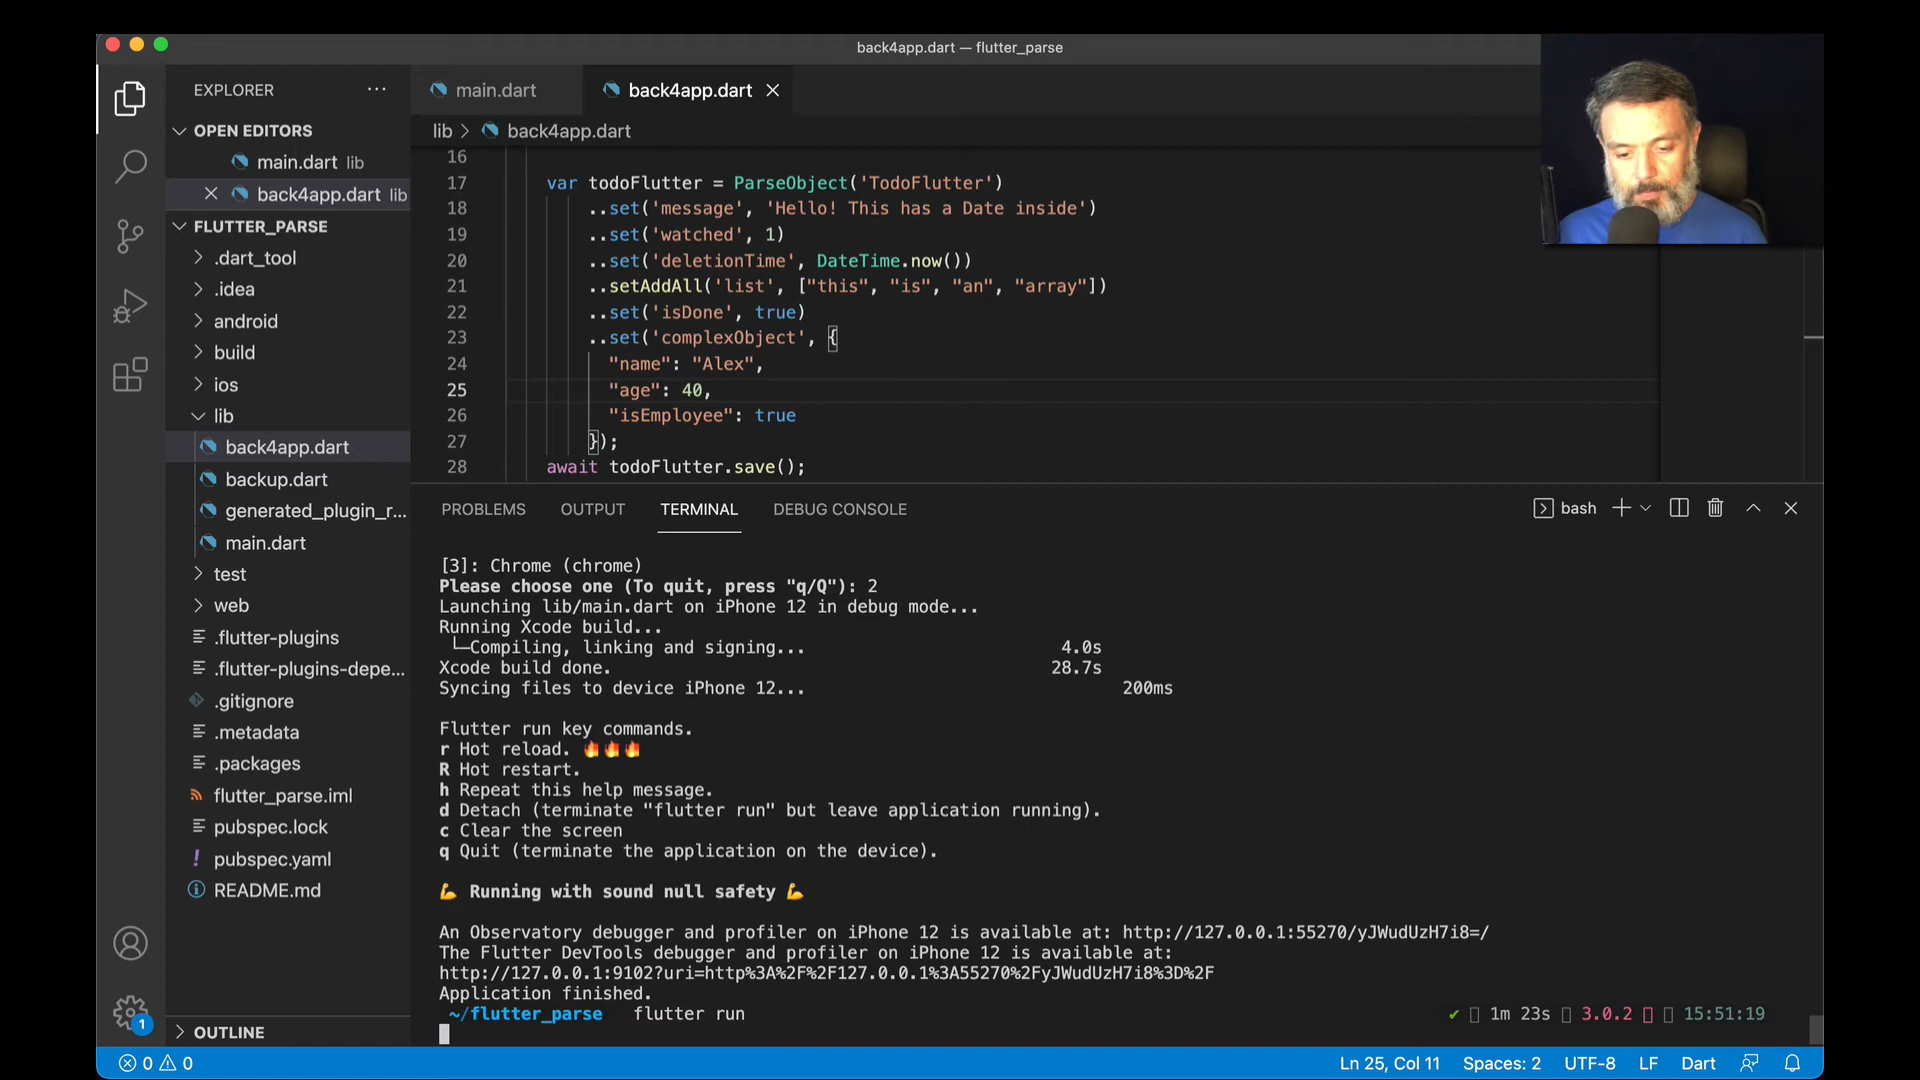 back4app.dart — flutter_parse
EXPLORER
main.dart
back4app.dart
OPEN EDITORS
main.dart lib
back4app.dart lib
FLUTTER_PARSE
.dart_tool
.idea
android
build
ios
lib
back4app.dart
backup.dart
generated_plugin_r...
main.dart
test
web
.flutter-plugins
.flutter-plugins-depe...
.gitignore
.metadata
.packages
flutter_parse.iml
pubspec.lock
pubspec.yaml
README.md
OUTLINE
lib > back4app.dart
16
17 var todoFlutter = ParseObject('TodoFlutter')
18 ..set('message', 'Hello! This has a Date inside')
19 ..set('watched', 1)
20 ..set('deletionTime', DateTime.now())
21 ..setAddAll('list', ["this", "is", "an", "array"])
22 ..set('isDone', true)
23 ..set('complexObject', {
24 "name": "Alex",
25 "age": 40,
26 "isEmployee": true
27 });
28 await todoFlutter.save();
PROBLEMS OUTPUT TERMINAL DEBUG CONSOLE
bash
[3]: Chrome (chrome)
Please choose one (To quit, press "q/Q"): 2
Launching lib/main.dart on iPhone 12 in debug mode...
Running Xcode build...
└─Compiling, linking and signing... 4.0s
Xcode build done. 28.7s
Syncing files to device iPhone 12... 200ms
Flutter run key commands.
r Hot reload. 🔥🔥🔥
R Hot restart.
h Repeat this help message.
d Detach (terminate "flutter run" but leave application running).
c Clear the screen
q Quit (terminate the application on the device).
💪 Running with sound null safety 💪
An Observatory debugger and profiler on iPhone 12 is available at: http://127.0.0.1:55270/yJWudUzH7i8=/
The Flutter DevTools debugger and profiler on iPhone 12 is available at:
http://127.0.0.1:9102?uri=http%3A%2F%2F127.0.0.1%3A55270%2FyJWudUzH7i8%3D%2F
Application finished.
~/flutter_parse flutter run ✔ 1m 23s 3.0.2 15:51:19
1
0 0
Ln 25, Col 11 Spaces: 2 UTF-8 LF Dart